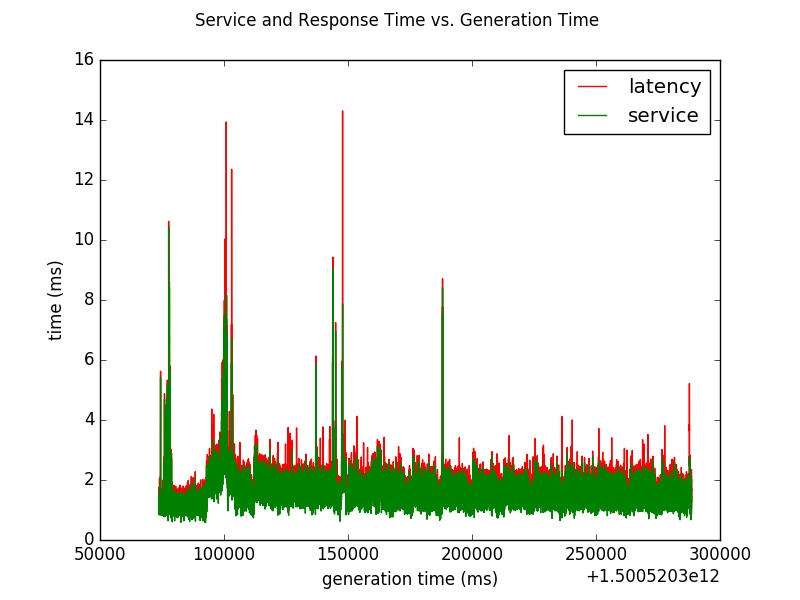 Service and Response Time vs. Generation Time
16
14
12
10
8
6
4
2
0
time (ms)
latency
service
50000 100000 150000 200000 250000 300000
generation time (ms)
+1.5005203e12